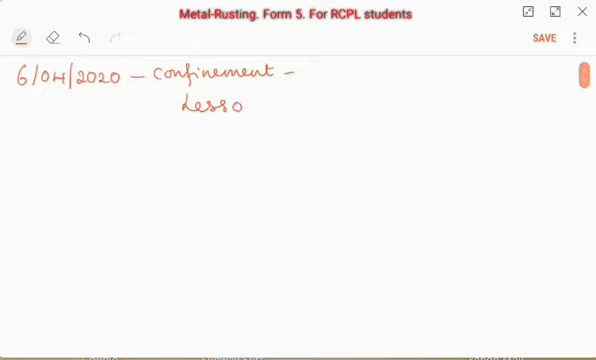 Metal-Rusting. Form 5. For RCPL students
SAVE
6/04/2020 - Confinement -
Lesso